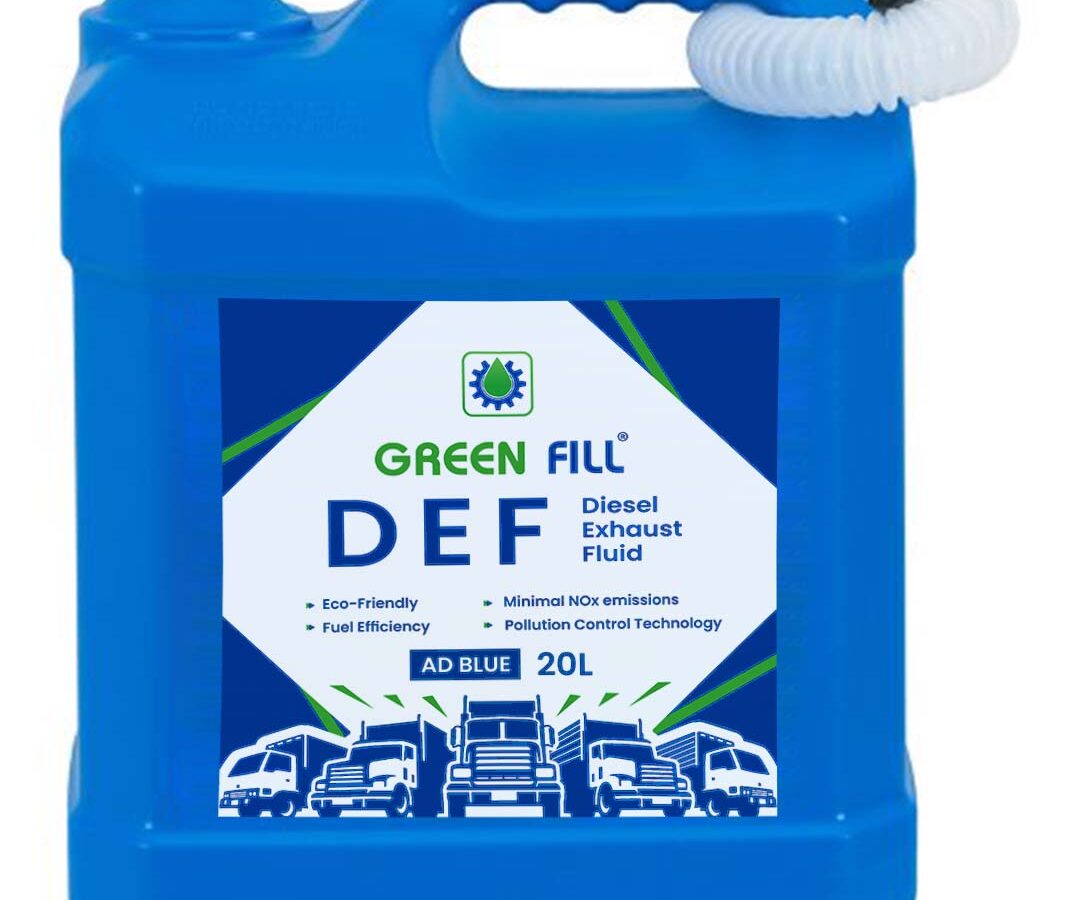 GREEN FILL®
DEF
Diesel
Exhaust
Fluid
Eco-Friendly
Minimal NOx emissions
Fuel Efficiency
Pollution Control Technology
AD BLUE 20L